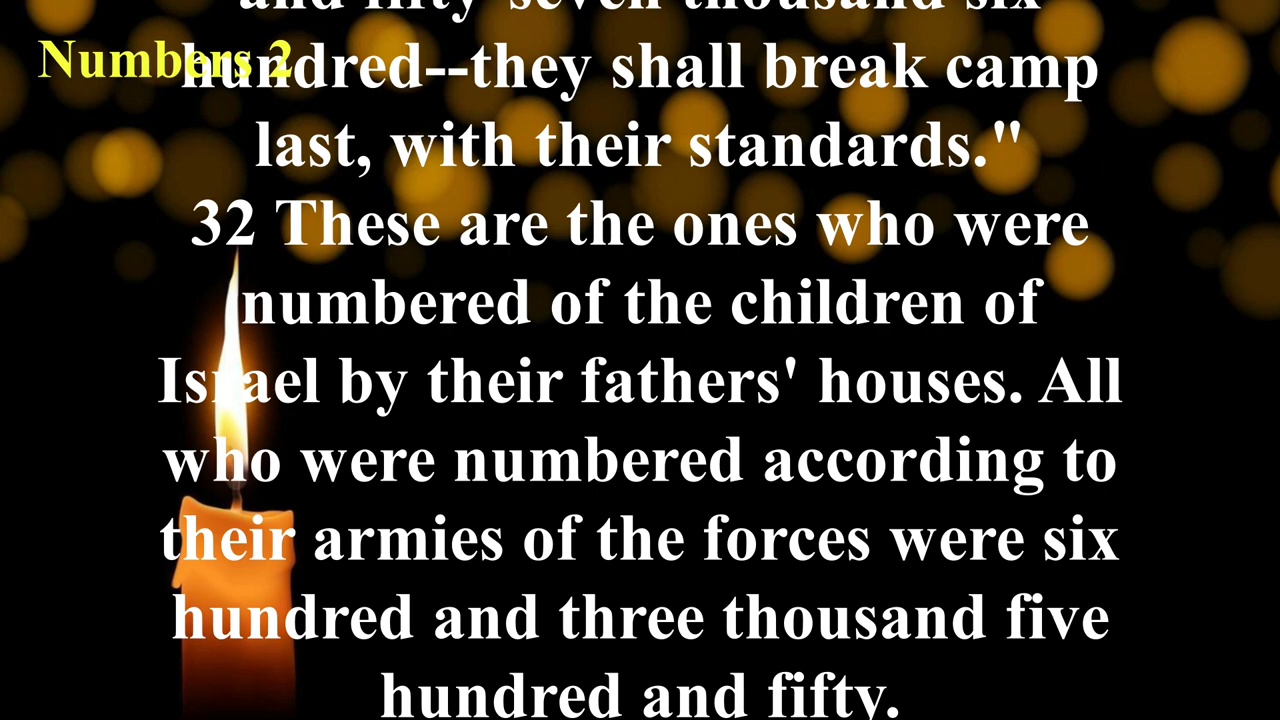 and fifty-seven thousand six
Numbers 2
hundred--they shall break camp
last, with their standards."
32 These are the ones who were
numbered of the children of
Israel by their fathers' houses. All
who were numbered according to
their armies of the forces were six
hundred and three thousand five
hundred and fifty.